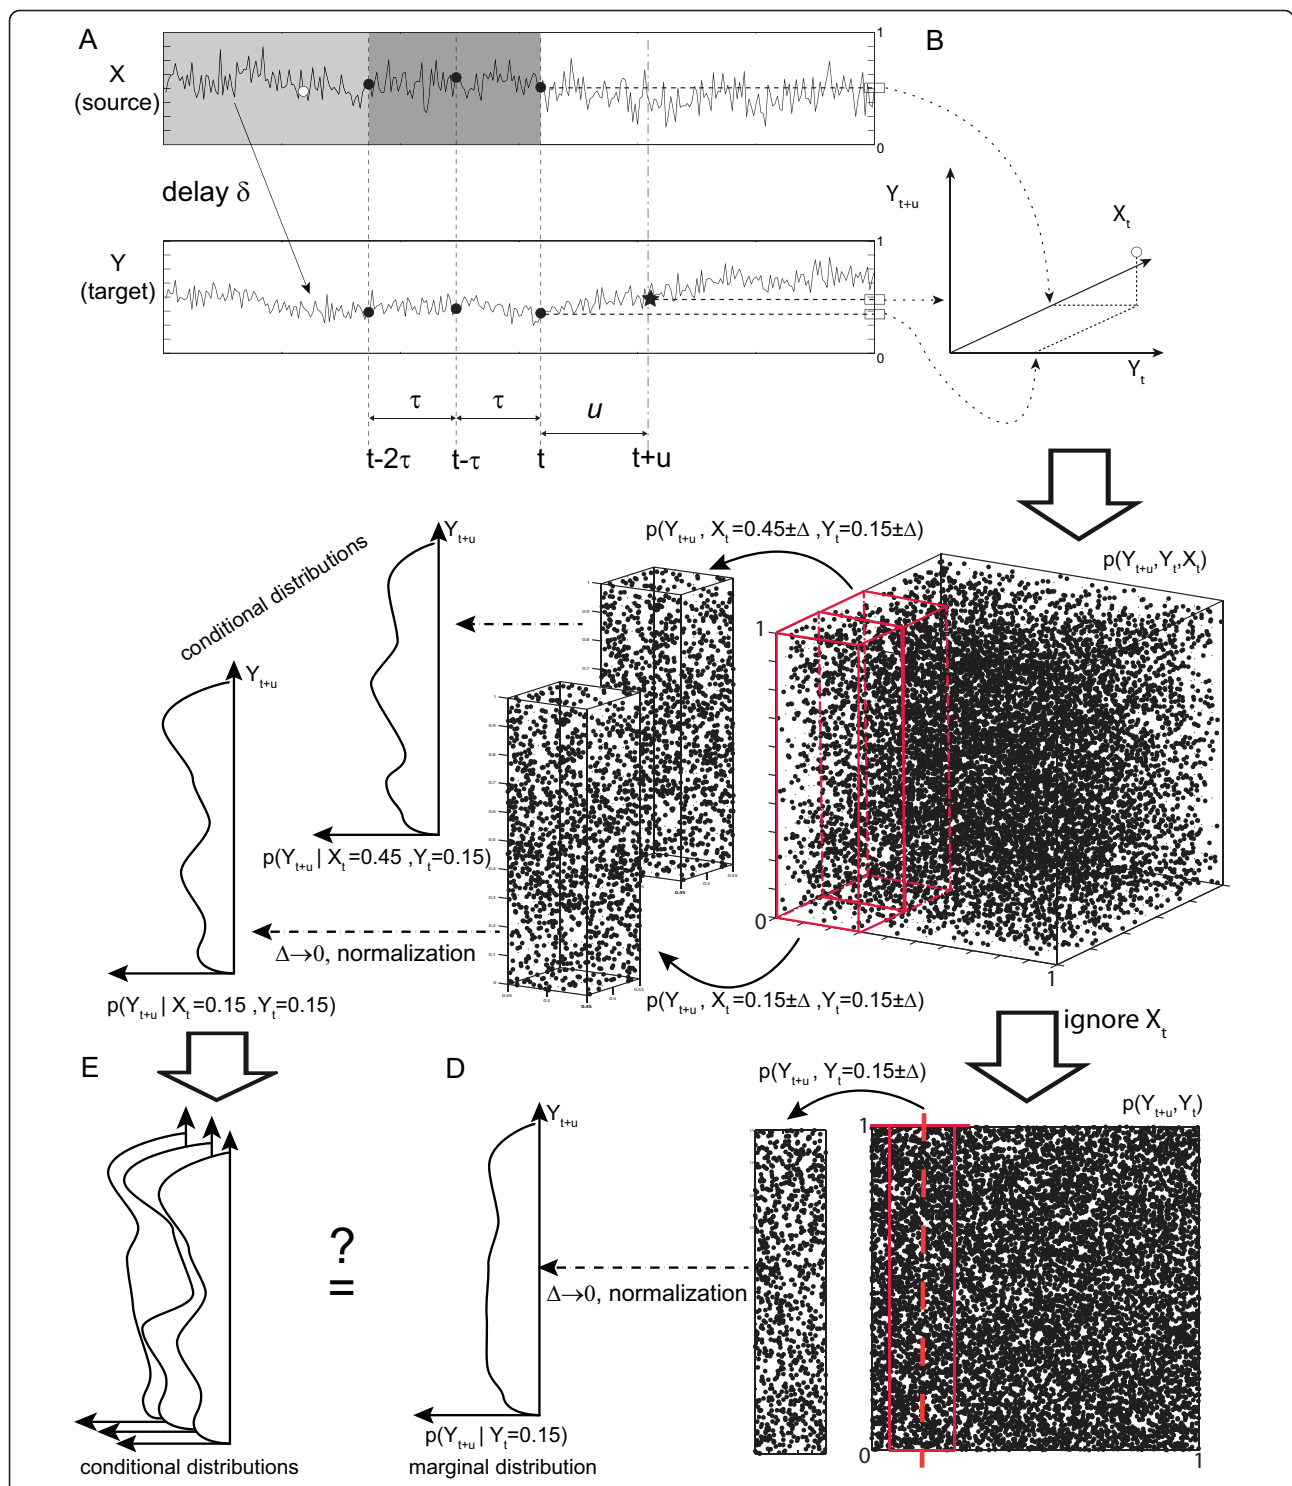 A
B
X
(source)
1
0
delay δ
Y
(target)
1
0
Y t+u
X t
Y t
τ τ u
t-2τ t-τ t t+u
conditional distributions
Y t+u
p(Y t+u , X t =0.45±Δ ,Y t =0.15±Δ)
p(Y t+u ,Y t ,X t )
1
0
1
Y t+u
p(Y t+u | X t =0.45 ,Y t =0.15)
Δ→0, normalization
p(Y t+u | X t =0.15 ,Y t =0.15)
p(Y t+u , X t =0.15±Δ ,Y t =0.15±Δ)
ignore X t
E
D
p(Y t+u , Y t =0.15±Δ)
p(Y t+u ,Y t )
Y t+u
1
0
1
?
=
Δ→0, normalization
p(Y t+u | Y t =0.15)
conditional distributions
marginal distribution